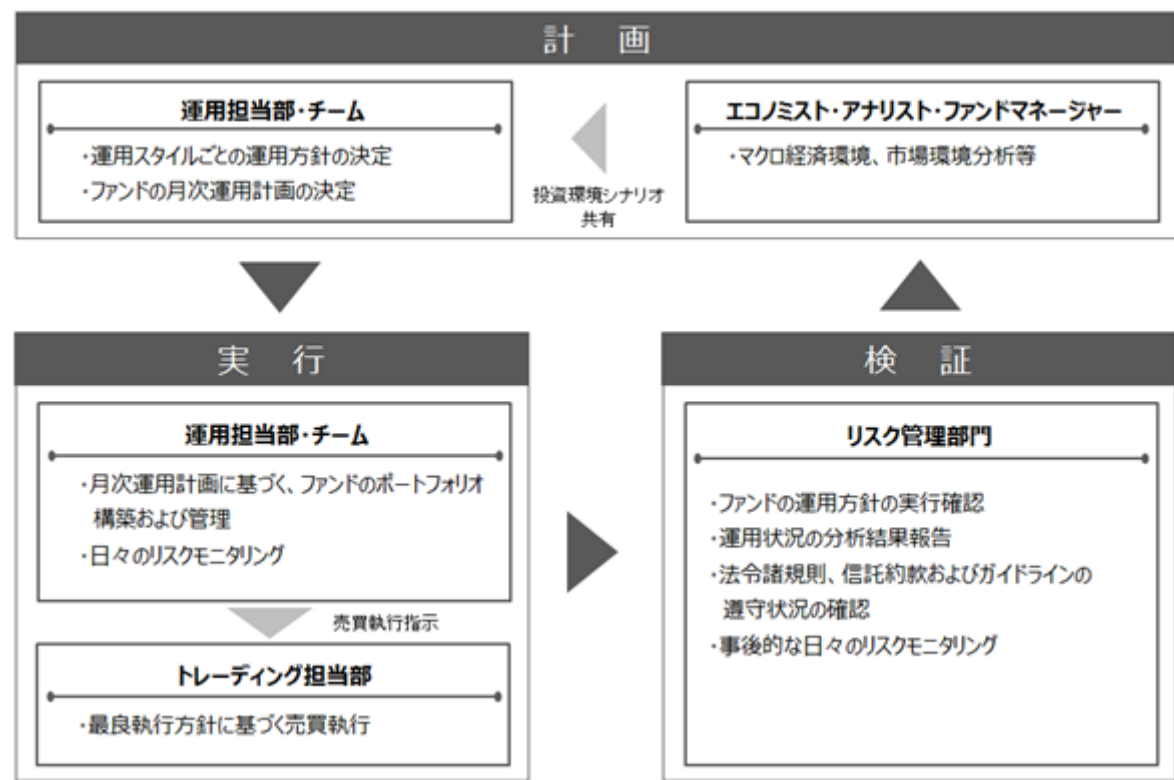 計 画
運用担当部・チーム
・運用スタイルごとの運用方針の決定
・ファンドの月次運用計画の決定
投資環境シナリオ
共有
エコノミスト・アナリスト・ファンドマネージャー
・マクロ経済環境、市場環境分析等
実 行
運用担当部・チーム
・月次運用計画に基づく、ファンドのポートフォリオ
構築および管理
・日々のリスクモニタリング
売買執行指示
トレーディング担当部
・最良執行方針に基づく売買執行
検 証
リスク管理部門
・ファンドの運用方針の実行確認
・運用状況の分析結果報告
・法令諸規則、信託約款およびガイドラインの
遵守状況の確認
・事後的な日々のリスクモニタリング